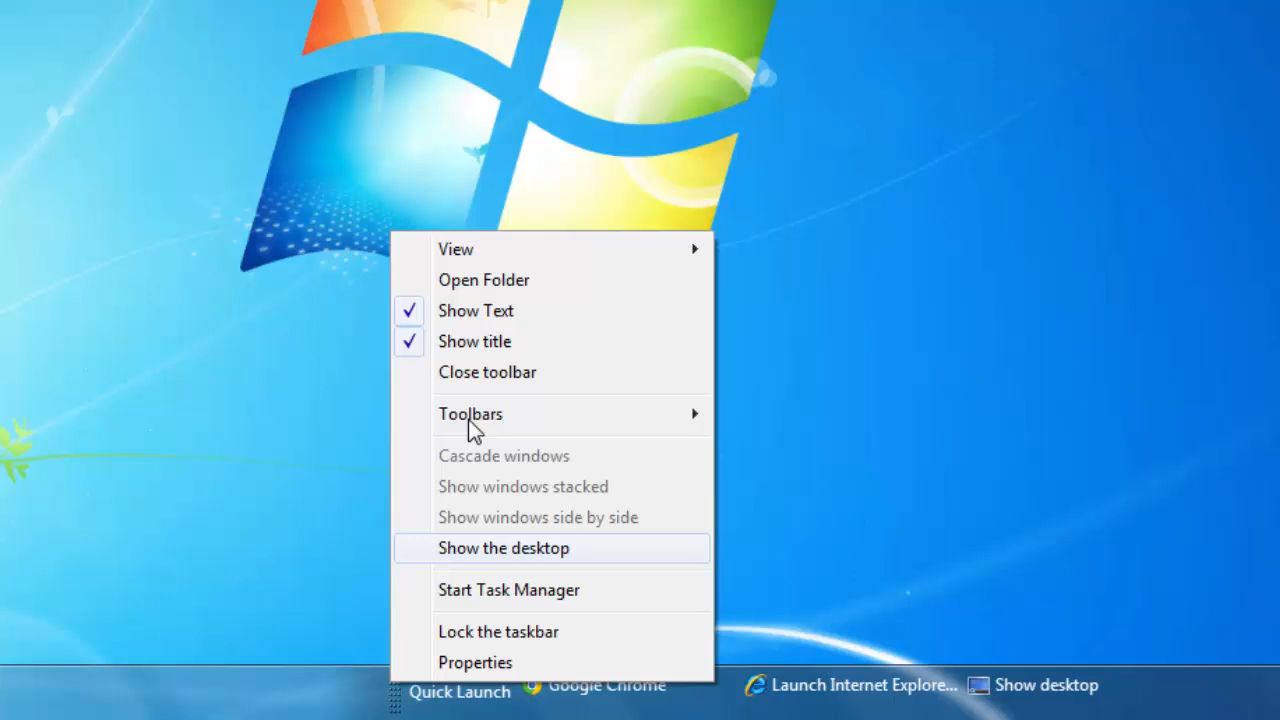 View
Open Folder
Show Text
Show title
Close toolbar
Toolbars
Cascade windows
Show windows stacked
Show windows side by side
Show the desktop
Start Task Manager
Lock the taskbar
Properties
Quick Launch
Google Chrome
Launch Internet Explore...
Show desktop